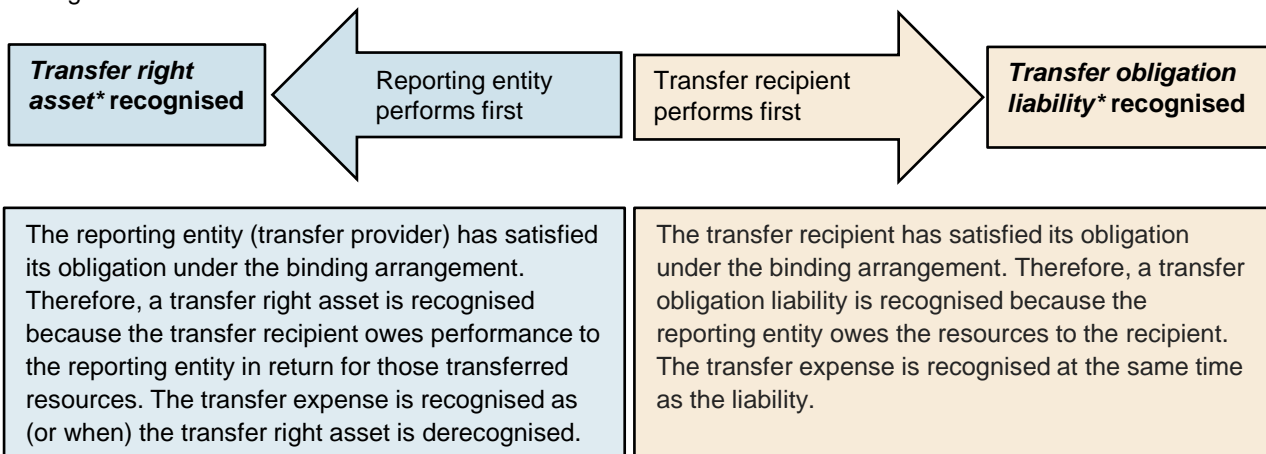 Transfer right
asset* recognised
Reporting entity
performs first
Transfer recipient
performs first
Transfer obligation
liability* recognised
The reporting entity (transfer provider) has satisfied
its obligation under the binding arrangement.
Therefore, a transfer right asset is recognised
because the transfer recipient owes performance to
the reporting entity in return for those transferred
resources. The transfer expense is recognised as
(or when) the transfer right asset is derecognised.
The transfer recipient has satisfied its obligation
under the binding arrangement. Therefore, a transfer
obligation liability is recognised because the
reporting entity owes the resources to the recipient.
The transfer expense is recognised at the same time
as the liability.